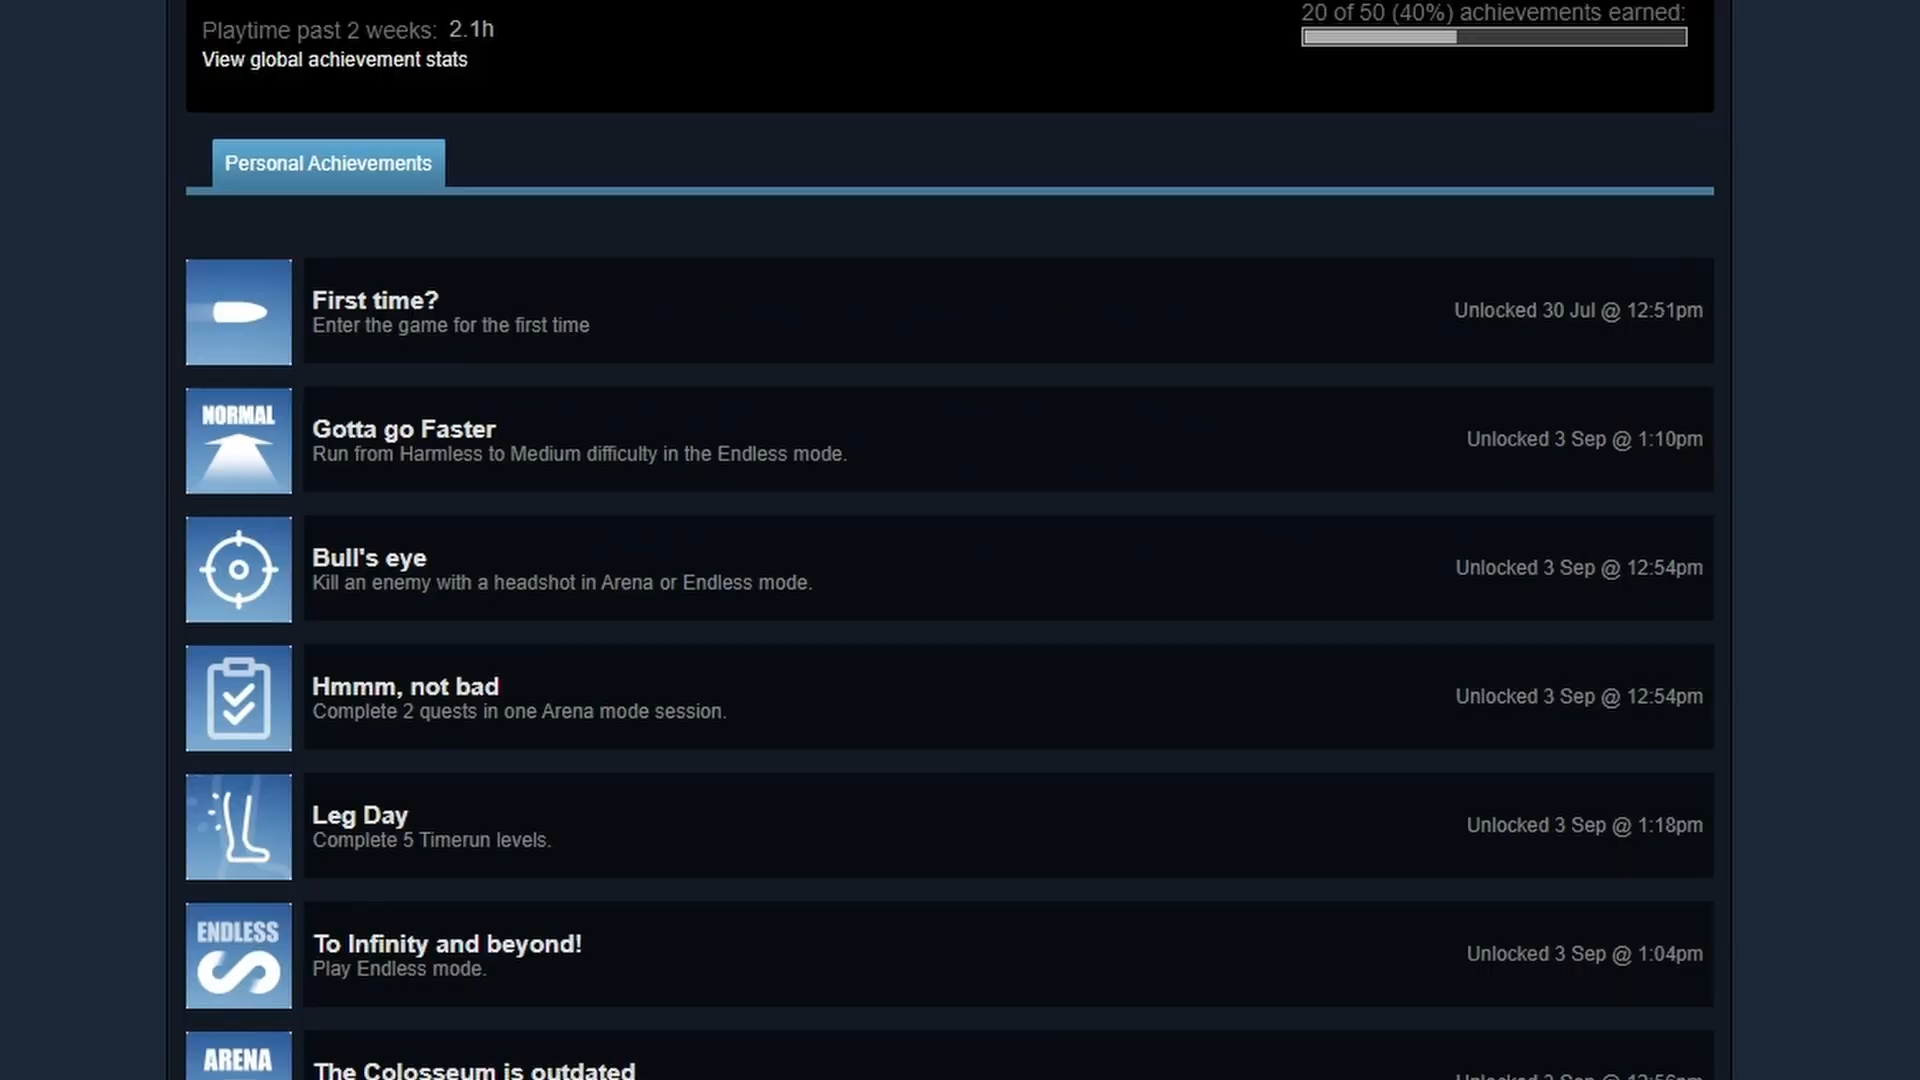 20 of 50 (40%) achievements earned:
Playtime past 2 weeks: 2.1h
View global achievement stats
Personal Achievements
First time?
Enter the game for the first time
Unlocked 30 Jul @ 12:51pm
NORMAL
Gotta go Faster
Run from Harmless to Medium difficulty in the Endless mode.
Unlocked 3 Sep @ 1:10pm
Bull's eye
Kill an enemy with a headshot in Arena or Endless mode.
Unlocked 3 Sep @ 12:54pm
Hmmm, not bad
Complete 2 quests in one Arena mode session.
Unlocked 3 Sep @ 12:54pm
Leg Day
Complete 5 Timerun levels.
Unlocked 3 Sep @ 1:18pm
ENDLESS
To Infinity and beyond!
Play Endless mode.
Unlocked 3 Sep @ 1:04pm
ARENA
The Colosseum is outdated